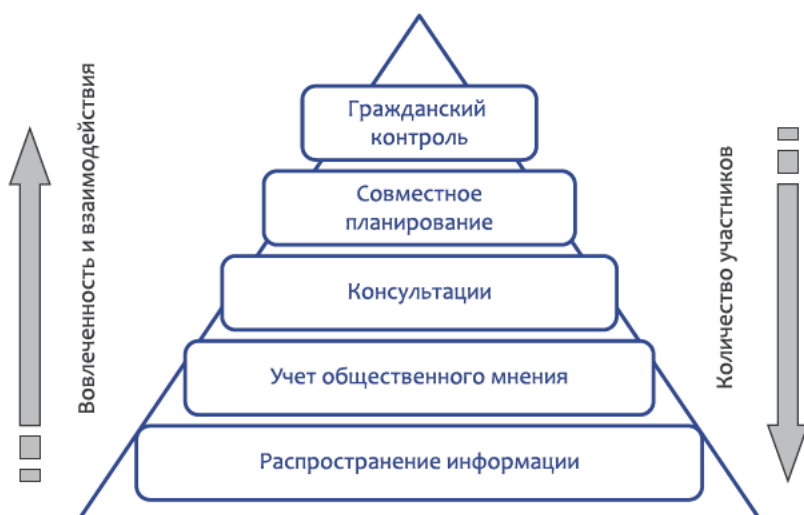 Вовлеченность и взаимодействия
Гражданский
контроль
Совместное
планирование
Консультации
Учет общественного мнения
Распространение информации
Количество участников